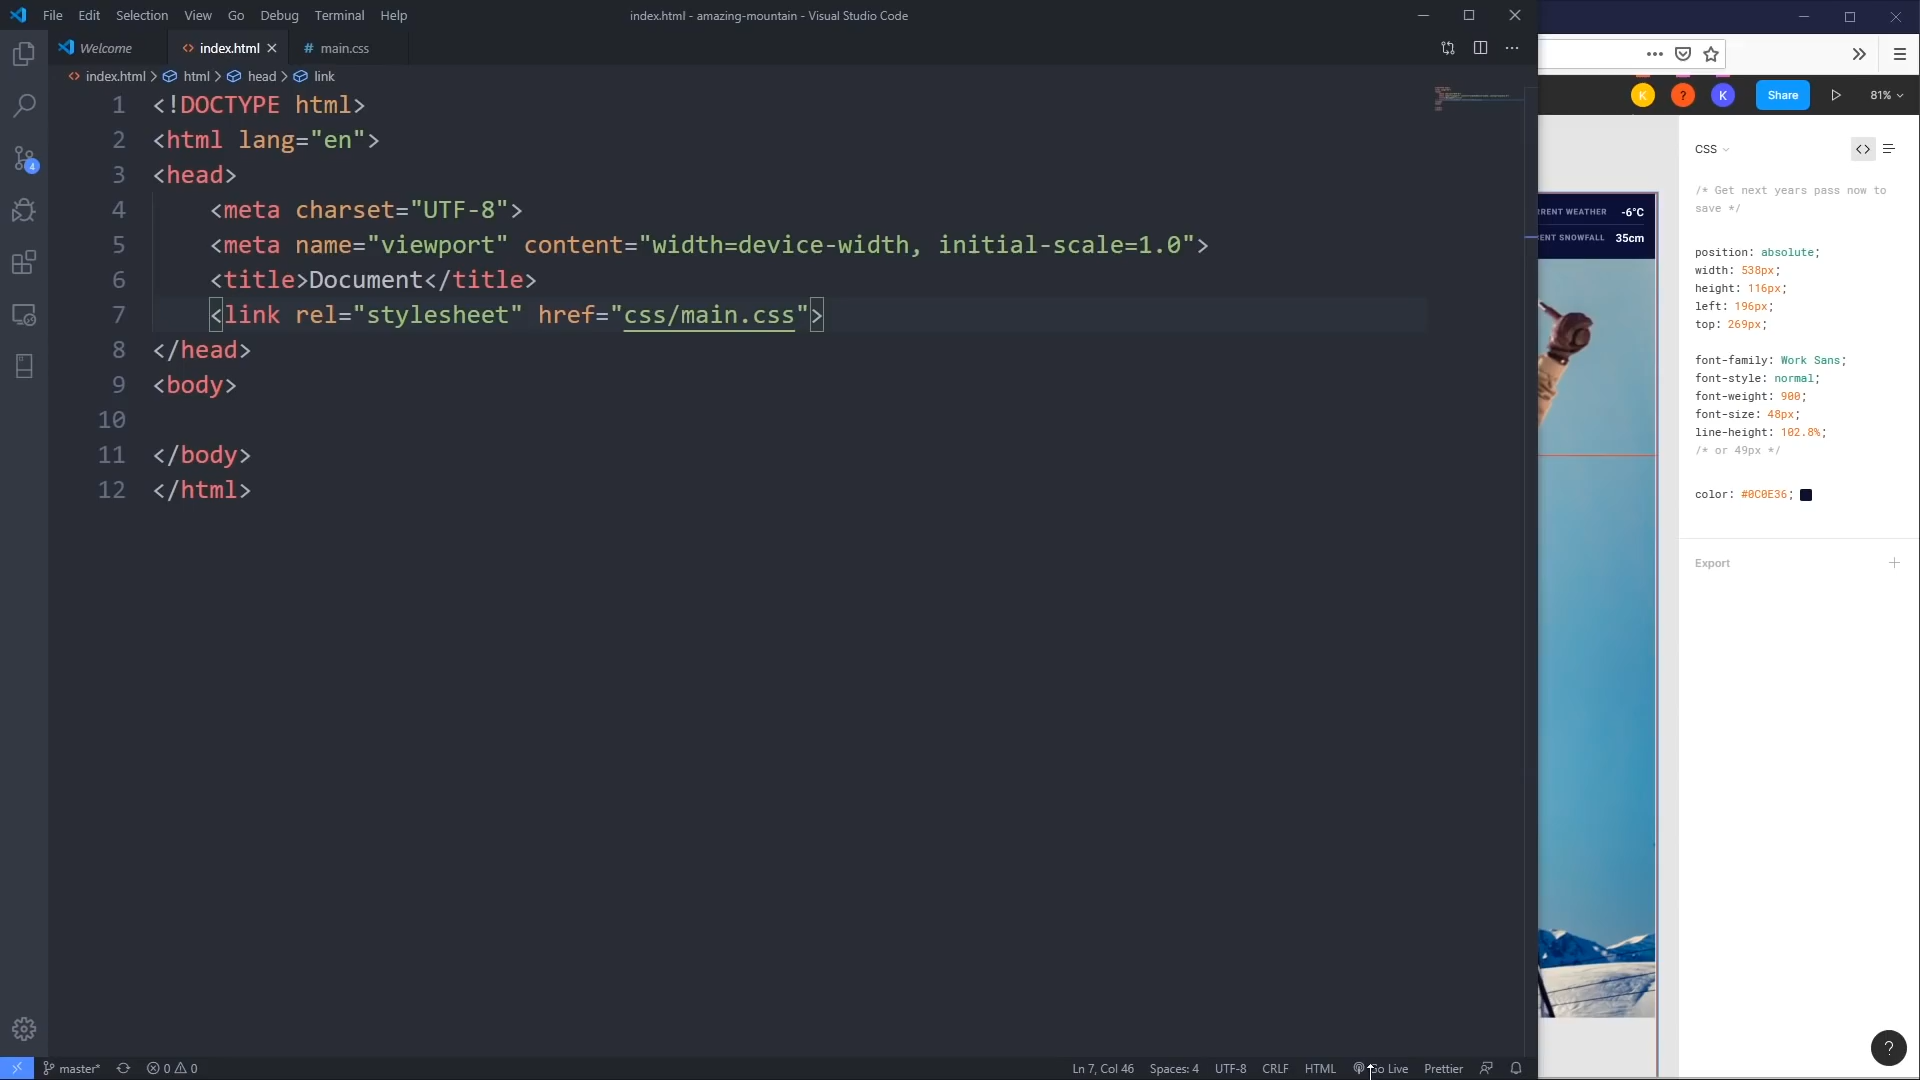 File Edit Selection View Go Debug Terminal Help
index.html - amazing-mountain - Visual Studio Code
Welcome
index.html
# main.css
index.html > html > head > link
1 <!DOCTYPE html>
2 <html lang="en">
3 <head>
4 <meta charset="UTF-8">
5 <meta name="viewport" content="width=device-width, initial-scale=1.0">
6 <title>Document</title>
7 <link rel="stylesheet" href="css/main.css">
8 </head>
9 <body>
10
11 </body>
12 </html>
4
master*
0 0
Ln 7, Col 46
Spaces: 4
UTF-8
CRLF
HTML
Go Live
Prettier
K
?
K
Share
81%
WEATHER -6°C
SNOWFALL 35cm
CSS
<>
/* Get next years pass now to
save */
position: absolute;
width: 538px;
height: 116px;
left: 196px;
top: 269px;
font-family: Work Sans;
font-style: normal;
font-weight: 900;
font-size: 48px;
line-height: 102.8%;
/* or 49px */
color: #0C0E36;
Export
+
?